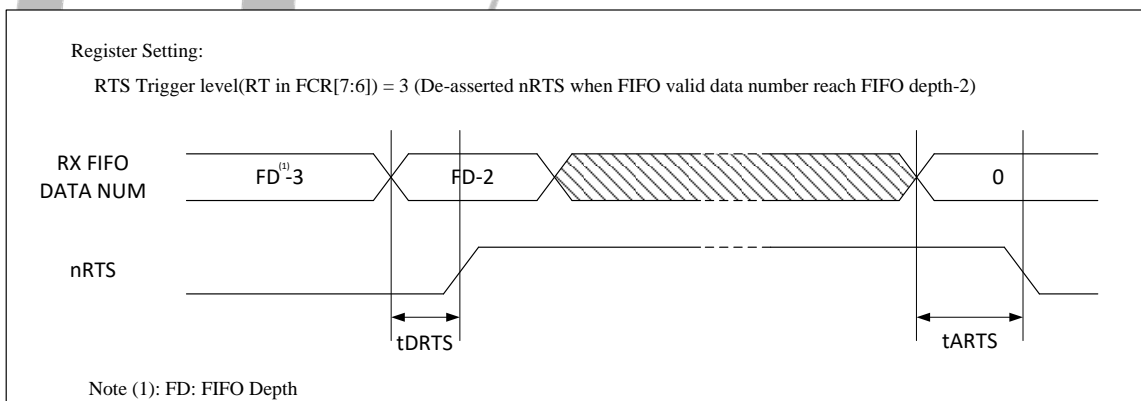 Register Setting:
RTS Trigger level(RT in FCR[7:6]) = 3 (De-asserted nRTS when FIFO valid data number reach FIFO depth-2)
RX FIFO
DATA NUM
FD(1)-3
FD-2
0
nRTS
tDRTS
tARTS
Note (1): FD: FIFO Depth